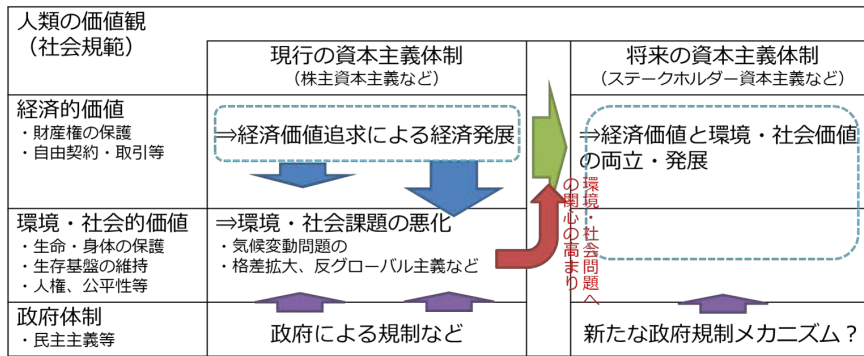 人類の価値観
（社会規範）
現行の資本主義体制
（株主資本主義など）
将来の資本主義体制
（ステークホルダー資本主義など）
経済的価値
・財産権の保護
・自由契約・取引等
⇒経済価値追求による経済発展
⇒経済価値と環境・社会価値
の両立・発展
環境・社会問題へ
の関心の高まり
環境・社会的価値
・生命・身体の保護
・生存基盤の維持
・人権、公平性等
⇒環境・社会課題の悪化
・気候変動問題の
・格差拡大、反グローバル主義など
政府体制
・民主主義等
政府による規制など
新たな政府規制メカニズム？